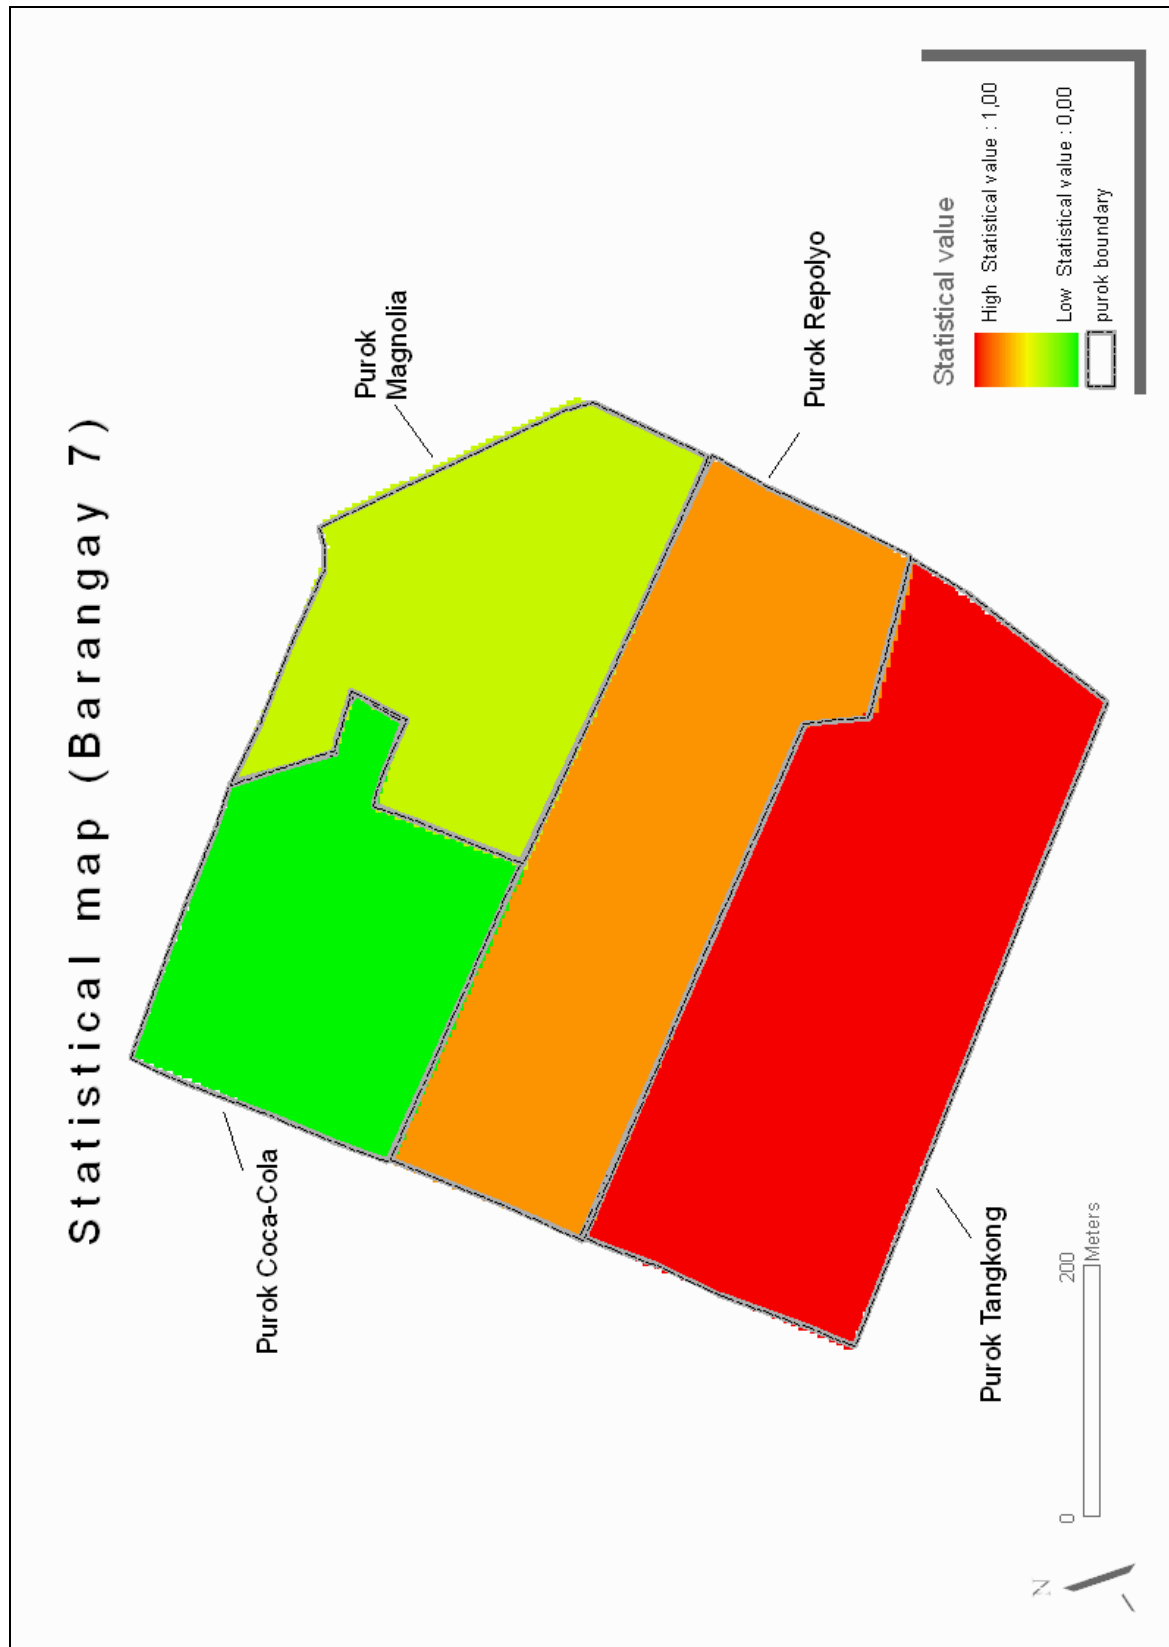 Statistical map (Barangay 7)
Purok Coca-Cola
Purok
Magnolia
Purok Repolyo
Purok Tangkong
Statistical value
High Statistical value : 1,00
Low Statistical value : 0,00
purok boundary
N
0 200
Meters